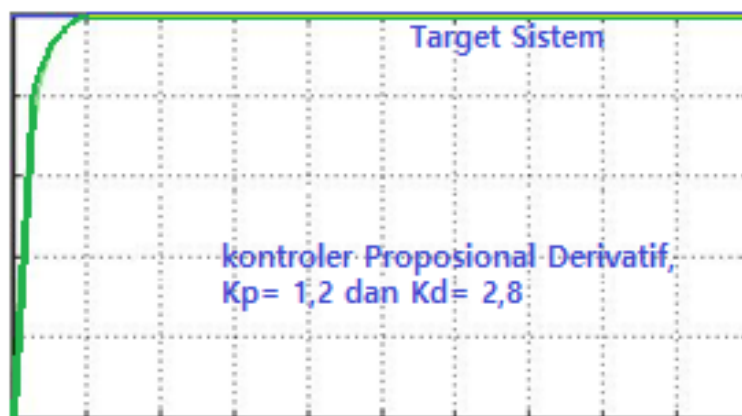 Target Sistem
kontroler Proposional Derivatif,
Kp= 1,2 dan Kd= 2,8